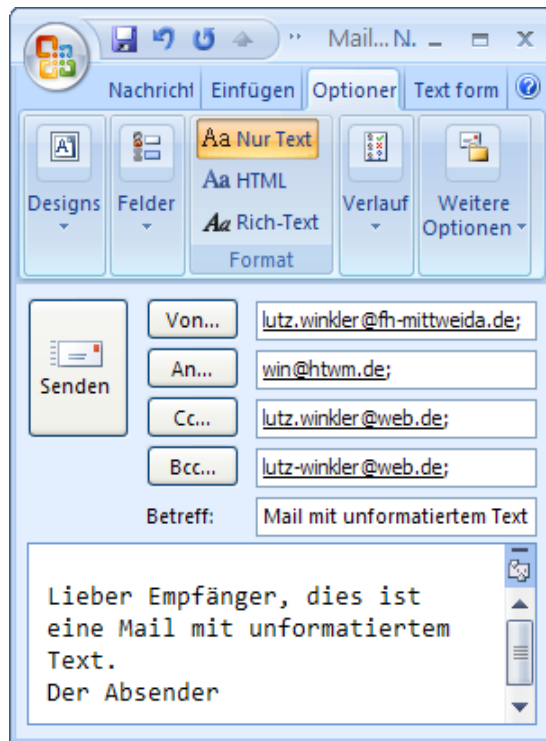 Mail... N.
Nachricht Einfügen Optionen Text form
Designs
Felder
Aa Nur Text
Aa HTML
Aa Rich-Text
Format
Verlauf
Weitere
Optionen
Senden
Von... lutz.winkler@fh-mittweida.de;
An... win@htwm.de;
Cc... lutz.winkler@web.de;
Bcc... lutz-winkler@web.de;
Betreff: Mail mit unformatiertem Text
Lieber Empfänger, dies ist
eine Mail mit unformatiertem
Text.
Der Absender